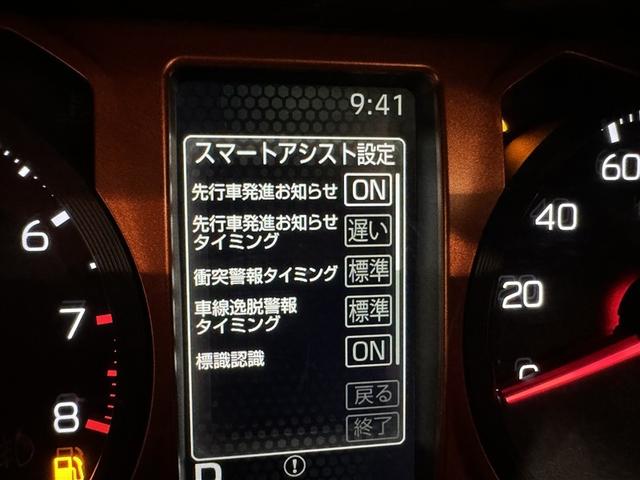 9:41
スマートアシスト設定
先行車発進お知らせ ON
先行車発進お知らせ
タイミング 遅い
衝突警報タイミング 標準
車線逸脱警報
タイミング 標準
標識認識 ON
戻る
終了
6
7
8
60
40
20